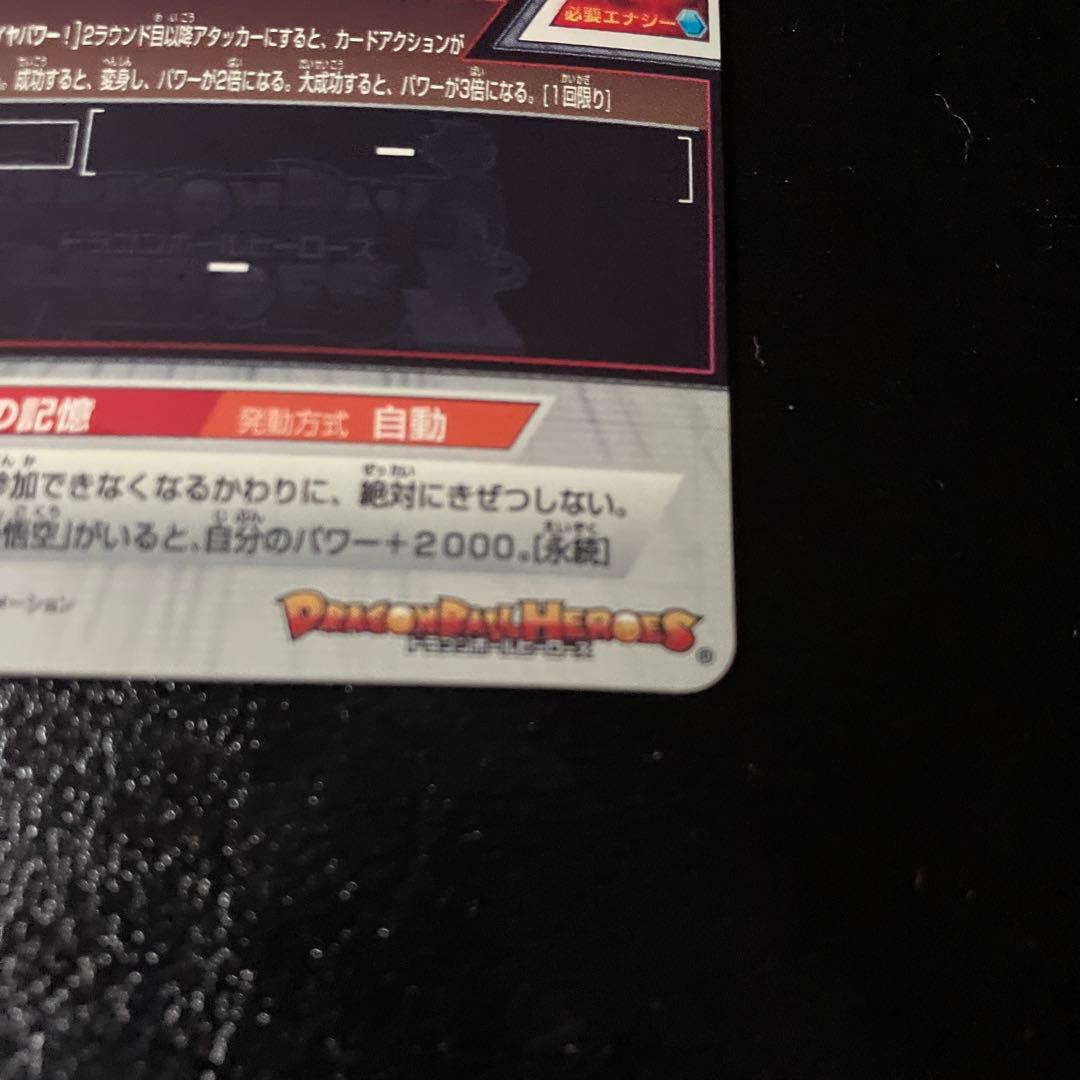 必要エナジー
イヤパワー！]2ラウンド目以降アタッカーにすると、カードアクションが
。成功すると、変身し、パワーが2倍になる。大成功すると、パワーが3倍になる。[1回限り]
ドラゴンボールヒーローズ
の記憶 発動方式 自動
参加できなくなるかわりに、絶対にきぜつしない。
悟空」がいると、自分のパワー＋2000。[永続]
メーション
DRAGON BALL HEROES
ドラゴンボールヒーローズ
®